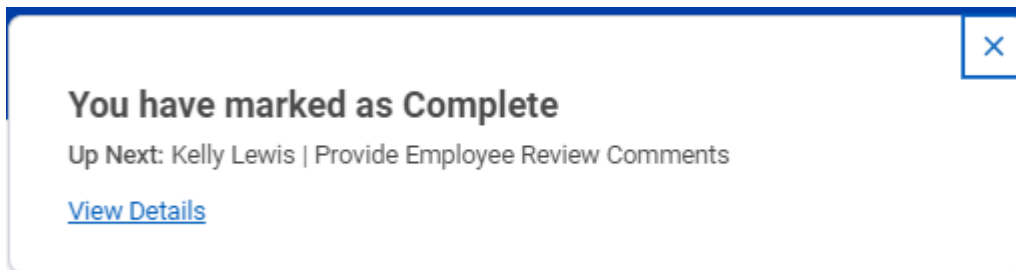 You have marked as Complete
Up Next: Kelly Lewis | Provide Employee Review Comments
View Details